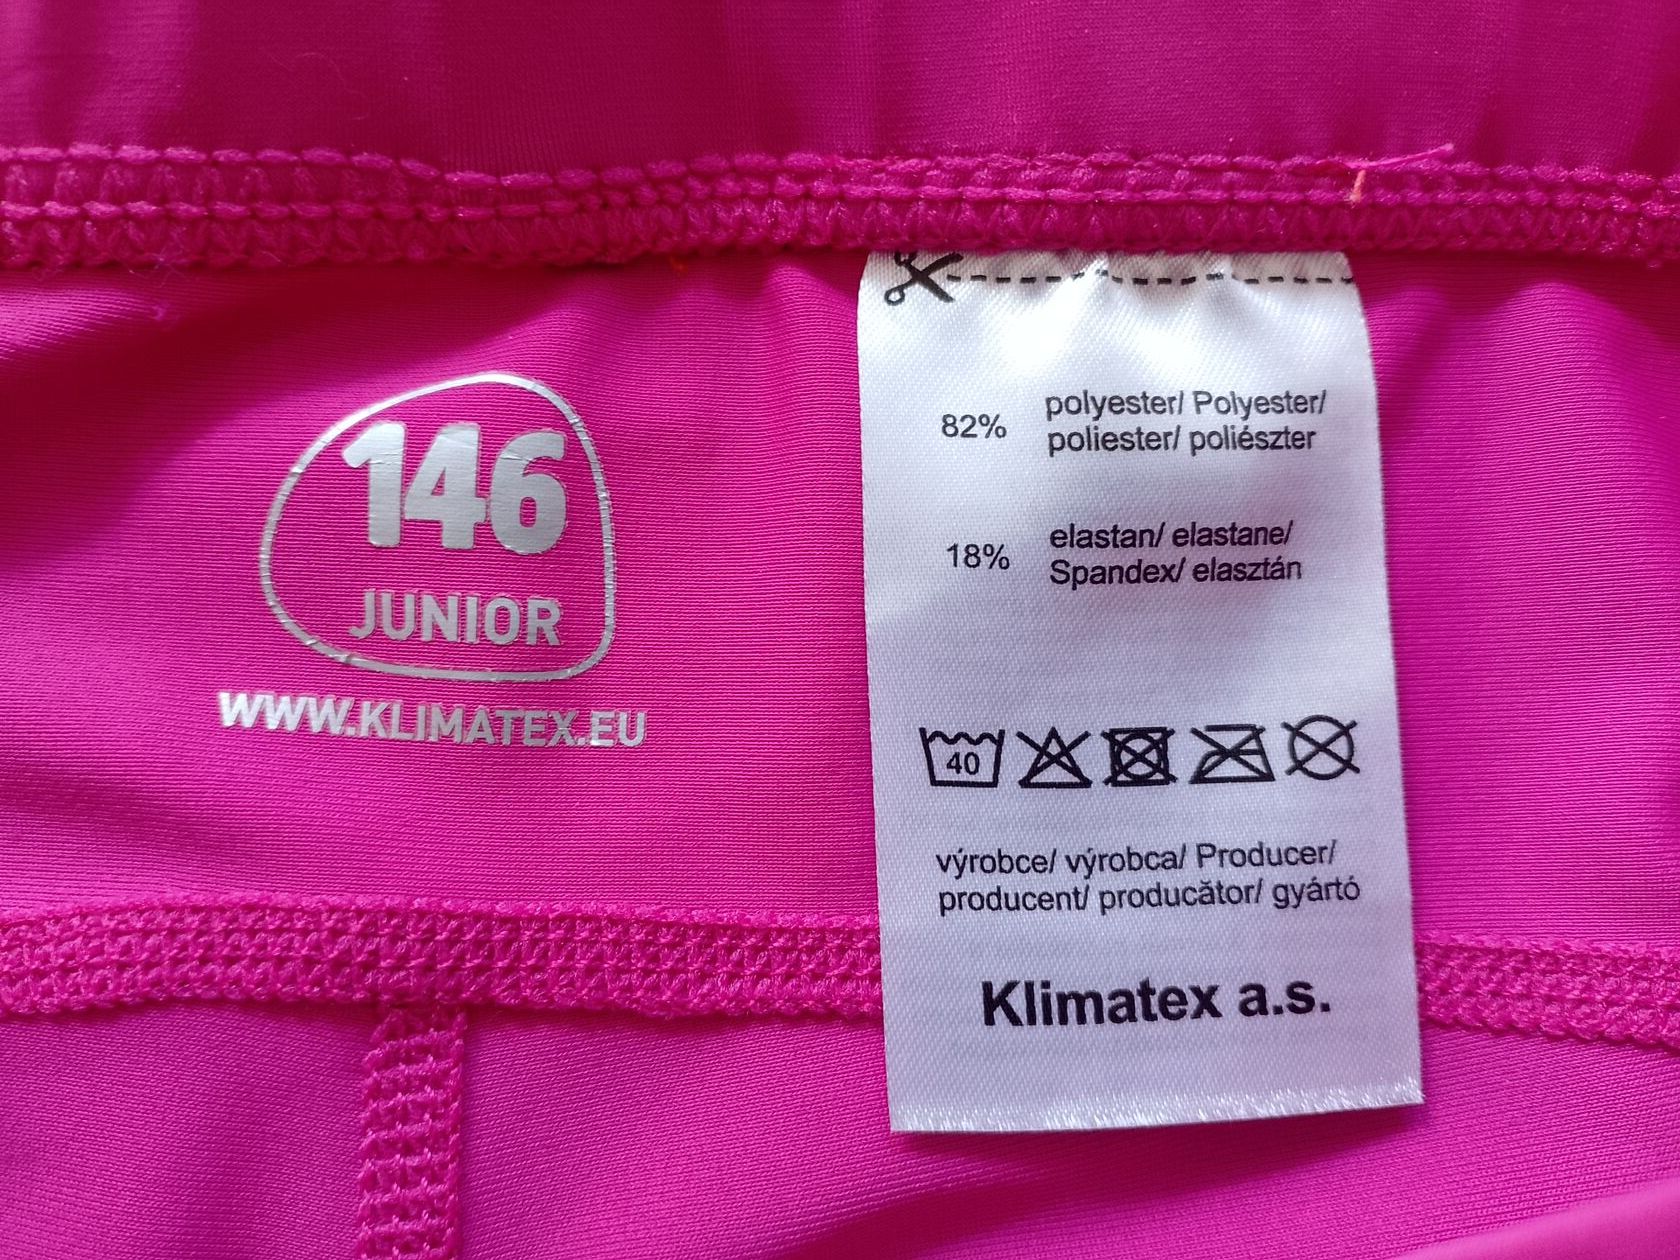 146
JUNIOR
WWW.KLIMATEX.EU
82%
polyester/ Polyester/
poliester/ poliészter
18%
elastan/ elastane/
Spandex/ elasztán
40
výrobce/ výrobca/ Producer/
producent/ producător/ gyártó
Klimatex a.s.